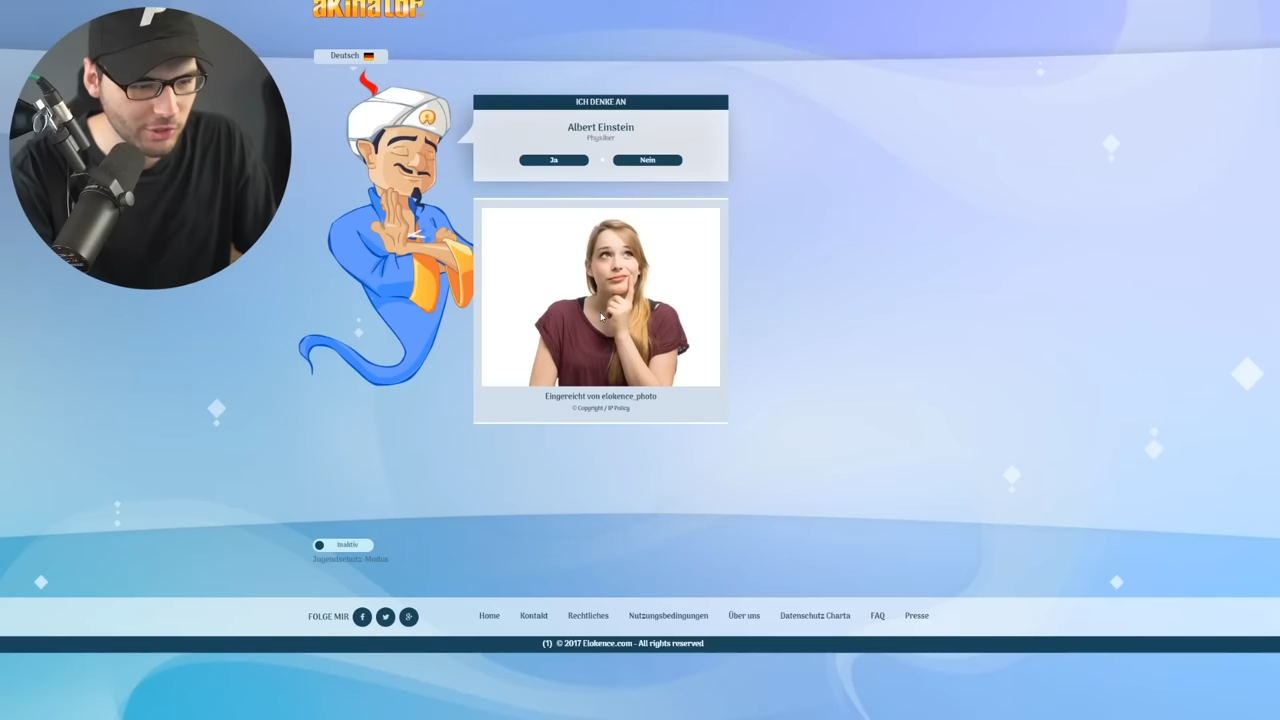 akinator
Deutsch
ICH DENKE AN
Albert Einstein
Physiker
Ja
Nein
Eingereicht von elokence_photo
© Copyright / IP Policy
Inaktiv
Jugendschutz-Modus
FOLGE MIR
Home Kontakt Rechtliches Nutzungsbedingungen Über uns Datenschutz Charta FAQ Presse
(1) © 2017 Elokence.com - All rights reserved